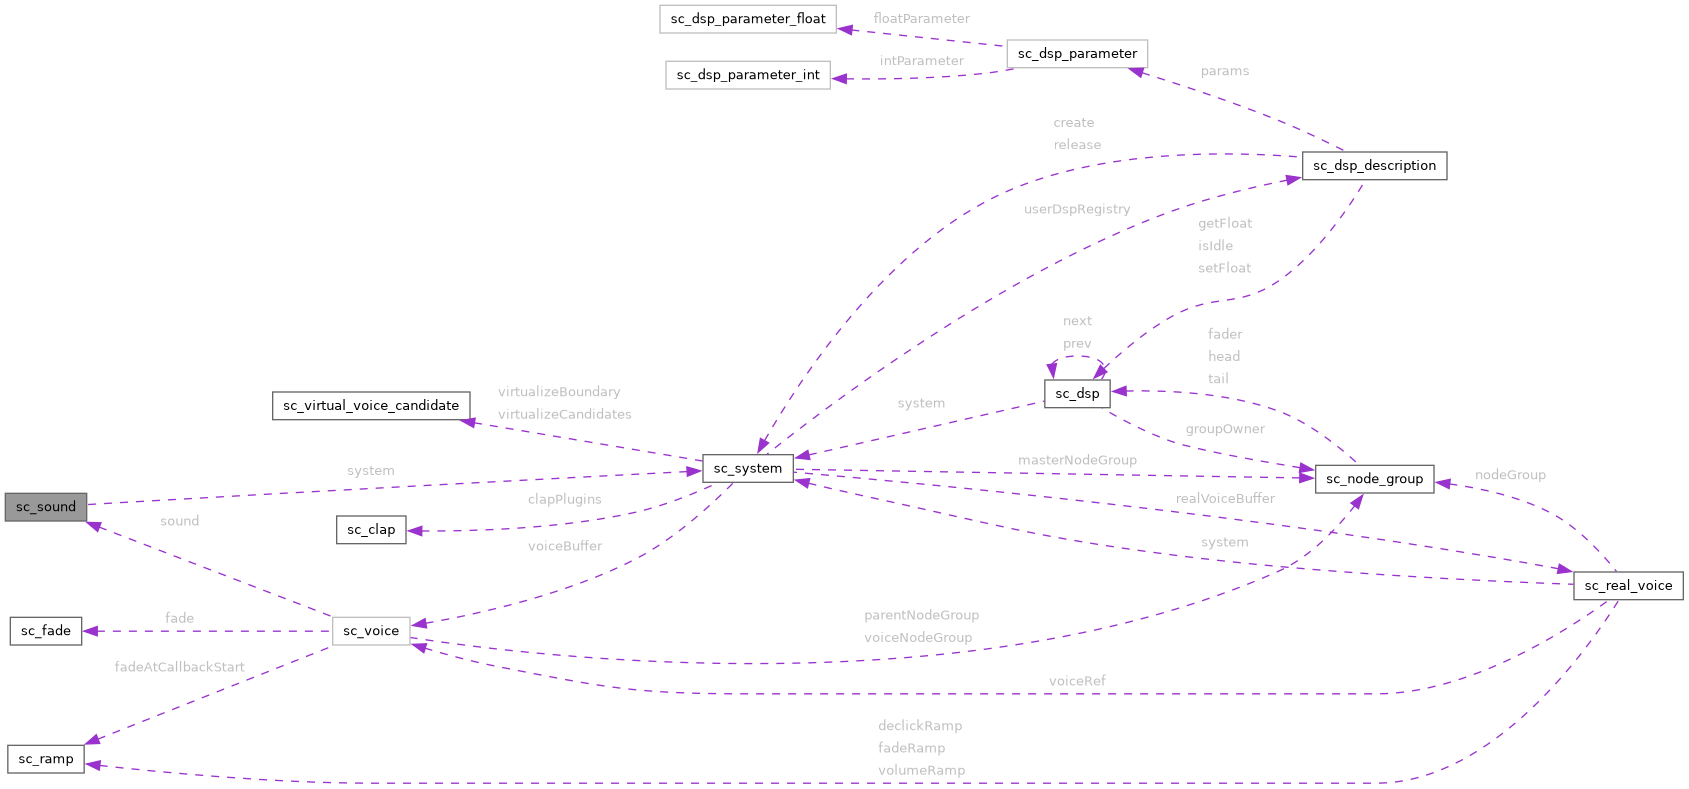 sc_dsp_parameter_float
floatParameter
sc_dsp_parameter
intParameter
sc_dsp_parameter_int
params
create
release
sc_dsp_description
userDspRegistry
getFloat
isIdle
setFloat
next
prev
fader
head
tail
sc_dsp
sc_virtual_voice_candidate
virtualizeBoundary
virtualizeCandidates
system
groupOwner
sc_system
masterNodeGroup
sc_node_group
nodeGroup
system
sc_sound
clapPlugins
realVoiceBuffer
sound
sc_clap
voiceBuffer
system
sc_real_voice
fade
sc_fade
sc_voice
parentNodeGroup
voiceNodeGroup
fadeAtCallbackStart
voiceRef
sc_ramp
declickRamp
fadeRamp
volumeRamp